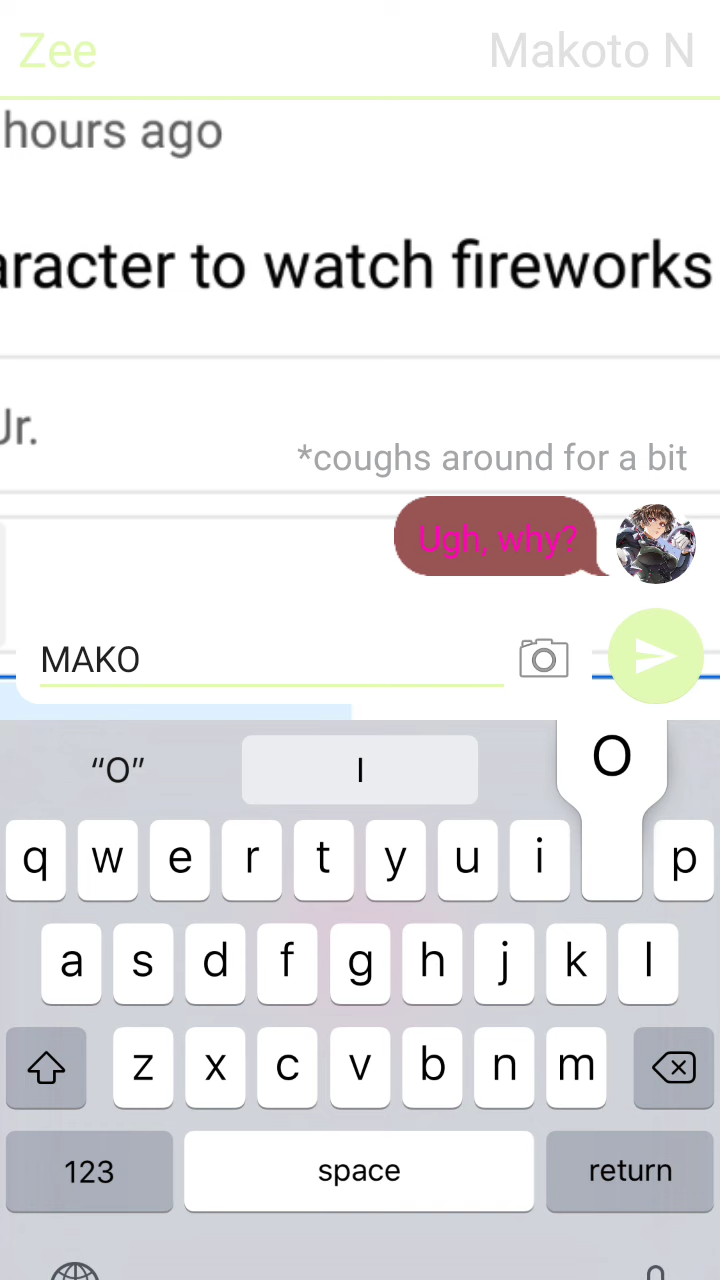 Zee
Makoto N
hours ago
aracter to watch fireworks
Jr.
*coughs around for a bit
Ugh, why?
MAKO
“O” I O
q w e r t y u i p
a s d f g h j k l
z x c v b n m
123 space return